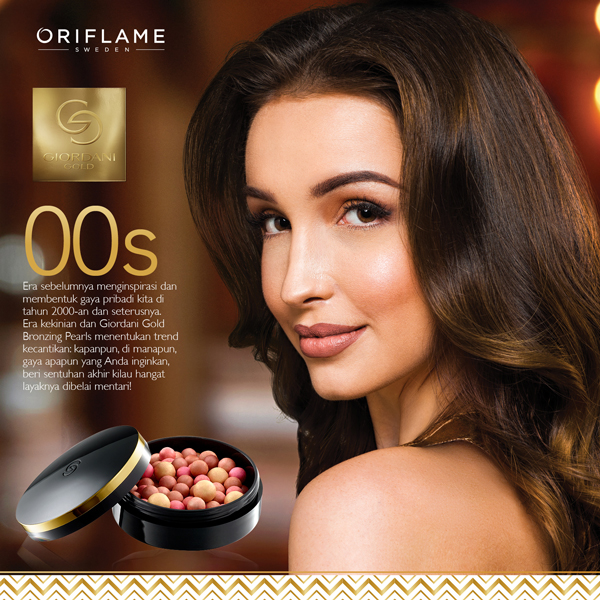 ORIFLAME
SWEDEN
GIORDANI
GOLD
00s
Era sebelumnya menginspirasi dan
membentuk gaya pribadi kita di
tahun 2000-an dan seterusnya.
Era kekinian dan Giordani Gold
Bronzing Pearls menentukan trend
kecantikan: kapanpun, di manapun,
gaya apapun yang Anda inginkan,
beri sentuhan akhir kilau hangat
layaknya dibelai mentari!